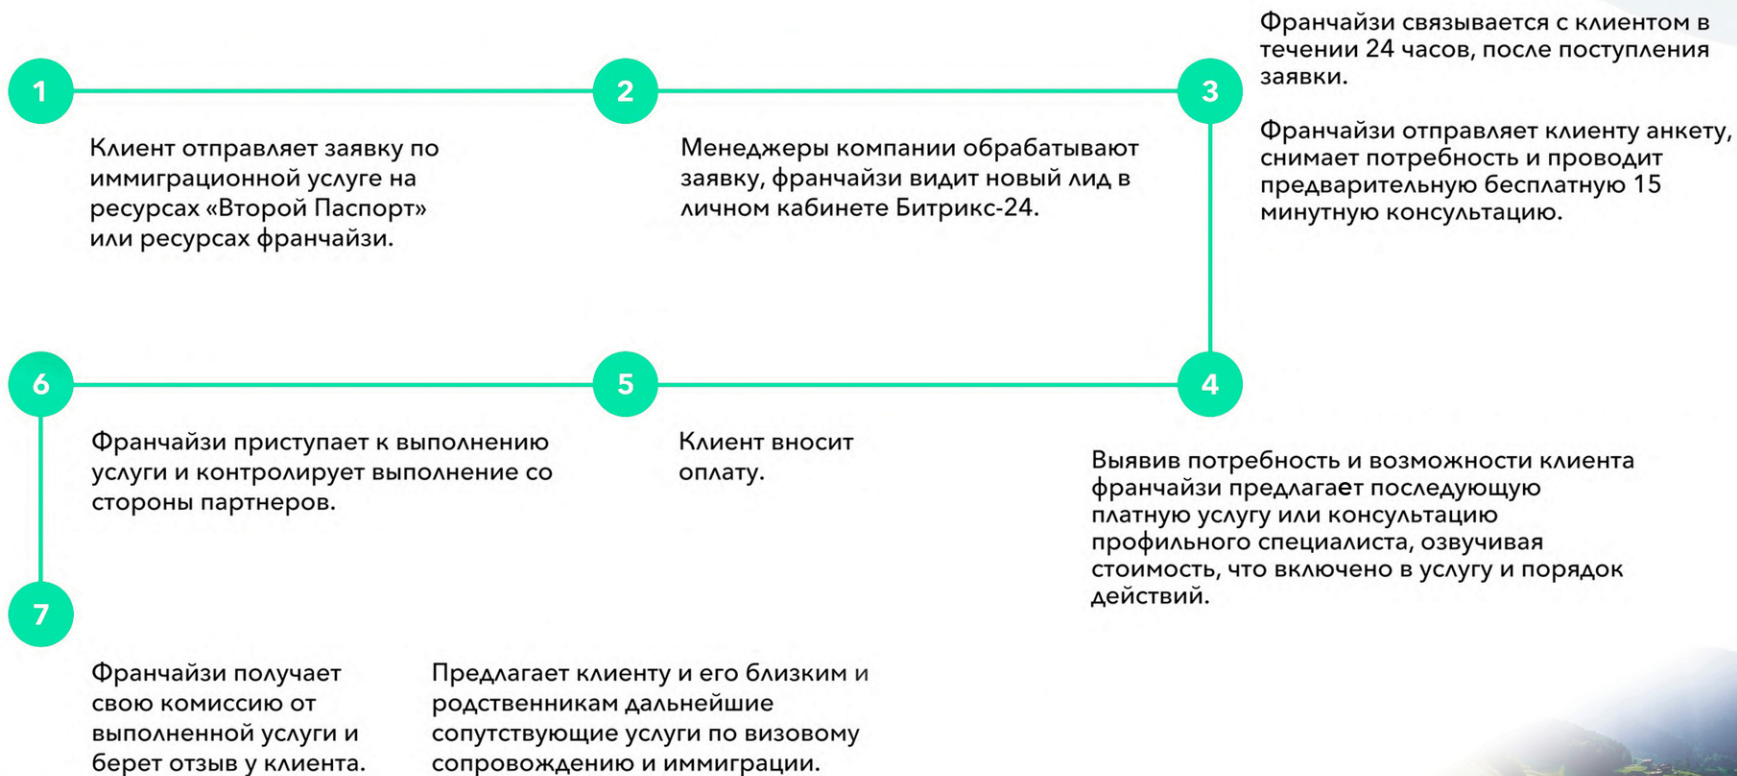 1
Клиент отправляет заявку по
иммиграционной услуге на
ресурсах «Второй Паспорт»
или ресурсах франчайзи.
2
Менеджеры компании обрабатывают
заявку, франчайзи видит новый лид в
личном кабинете Битрикс-24.
3
Франчайзи связывается с клиентом в
течении 24 часов, после поступления
заявки.
Франчайзи отправляет клиенту анкету,
снимает потребность и проводит
предварительную бесплатную 15
минутную консультацию.
4
Выявив потребность и возможности клиента
франчайзи предлагает последующую
платную услугу или консультацию
профильного специалиста, озвучивая
стоимость, что включено в услугу и порядок
действий.
5
Клиент вносит
оплату.
6
Франчайзи приступает к выполнению
услуги и контролирует выполнение со
стороны партнеров.
7
Франчайзи получает
свою комиссию от
выполненной услуги и
берет отзыв у клиента.
Предлагает клиенту и его близким и
родственникам дальнейшие
сопутствующие услуги по визовому
сопровождению и иммиграции.